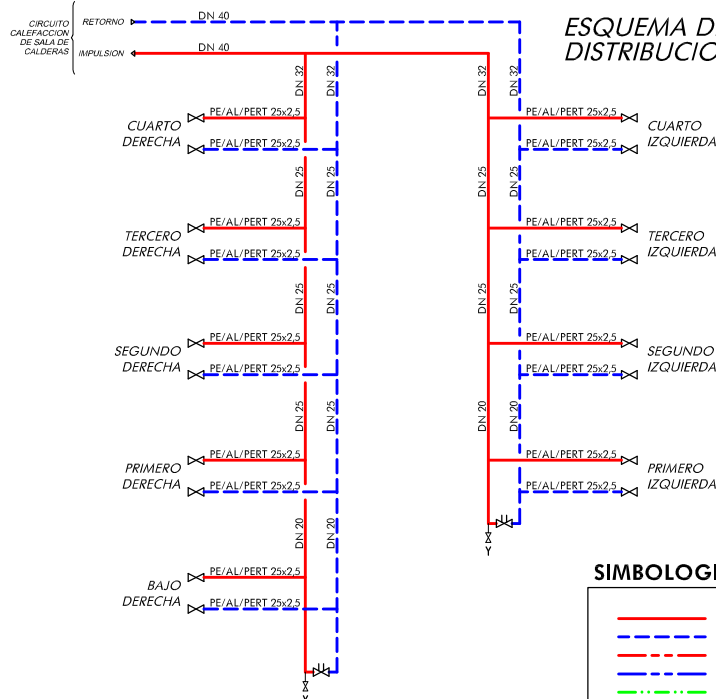 CIRCUITO
CALEFACCION
DE SALA DE
CALDERAS
RETORNO
IMPULSION
DN 40
DN 40
ESQUEMA D
DISTRIBUCIO
DN 32
DN 32
DN 32
DN 32
CUARTO
DERECHA
PE/AL/PERT 25x2,5
PE/AL/PERT 25x2,5
PE/AL/PERT 25x2,5
PE/AL/PERT 25x2,5
CUARTO
IZQUIERDA
DN 25
DN 25
DN 25
DN 25
TERCERO
DERECHA
PE/AL/PERT 25x2,5
PE/AL/PERT 25x2,5
PE/AL/PERT 25x2,5
PE/AL/PERT 25x2,5
TERCERO
IZQUIERDA
DN 25
DN 25
DN 25
DN 25
SEGUNDO
DERECHA
PE/AL/PERT 25x2,5
PE/AL/PERT 25x2,5
PE/AL/PERT 25x2,5
PE/AL/PERT 25x2,5
SEGUNDO
IZQUIERDA
DN 25
DN 25
DN 20
DN 20
PRIMERO
DERECHA
PE/AL/PERT 25x2,5
PE/AL/PERT 25x2,5
PE/AL/PERT 25x2,5
PE/AL/PERT 25x2,5
PRIMERO
IZQUIERDA
DN 20
DN 20
BAJO
DERECHA
PE/AL/PERT 25x2,5
PE/AL/PERT 25x2,5
SIMBOLOGI